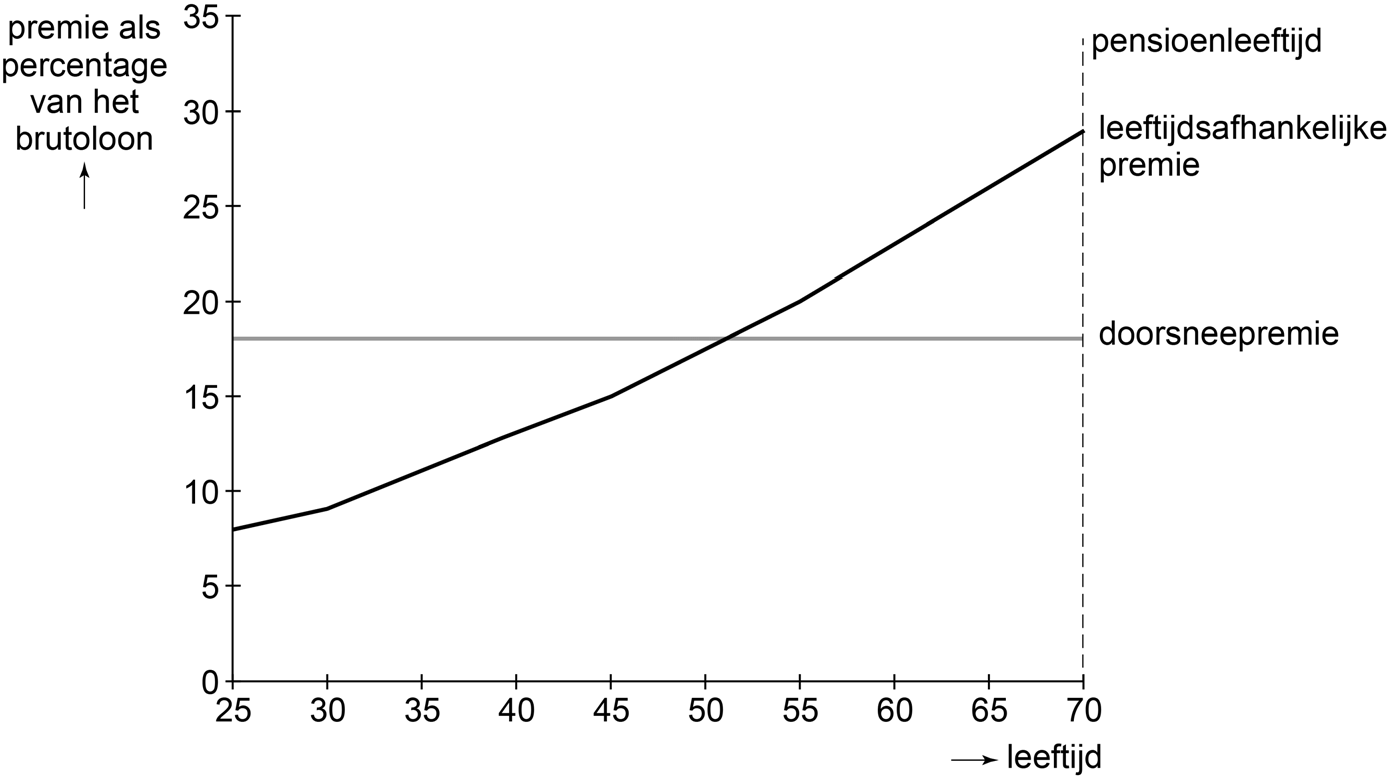 premie als
percentage
van het
brutoloon
35
30
25
20
15
10
5
0
25 30 35 40 45 50 55 60 65 70
leeftijd
pensioenleeftijd
leeftijdsafhankelijke
premie
doorsneepremie